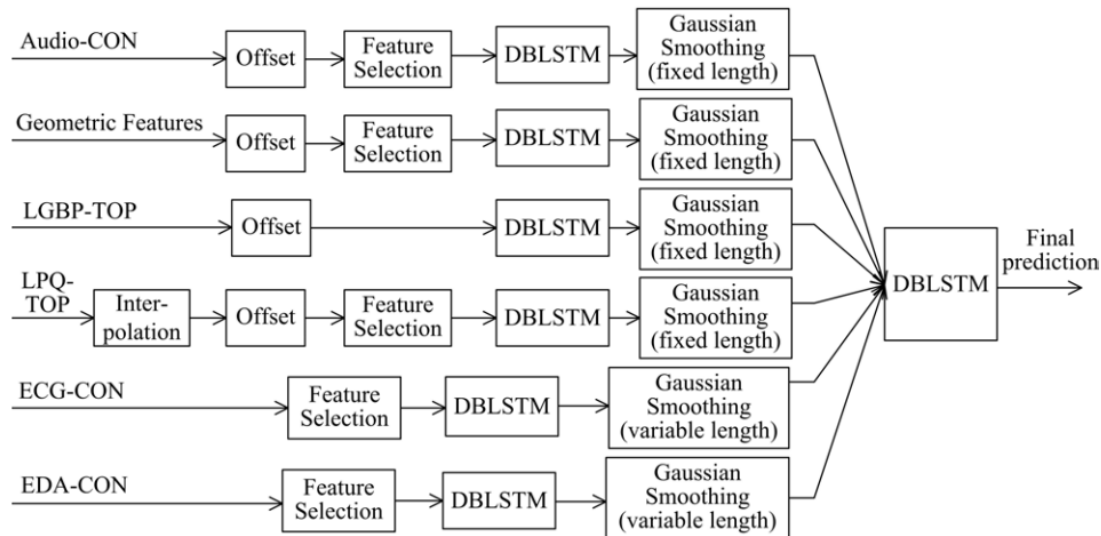 Audio-CON
Offset
Feature
Selection
DBLSTM
Gaussian
Smoothing
(fixed length)
Geometric Features
Offset
Feature
Selection
DBLSTM
Gaussian
Smoothing
(fixed length)
LGBP-TOP
Offset
DBLSTM
Gaussian
Smoothing
(fixed length)
LPQ-
TOP
Inter-
polation
Offset
Feature
Selection
DBLSTM
Gaussian
Smoothing
(fixed length)
ECG-CON
Feature
Selection
DBLSTM
Gaussian
Smoothing
(variable length)
EDA-CON
Feature
Selection
DBLSTM
Gaussian
Smoothing
(variable length)
DBLSTM
Final
prediction